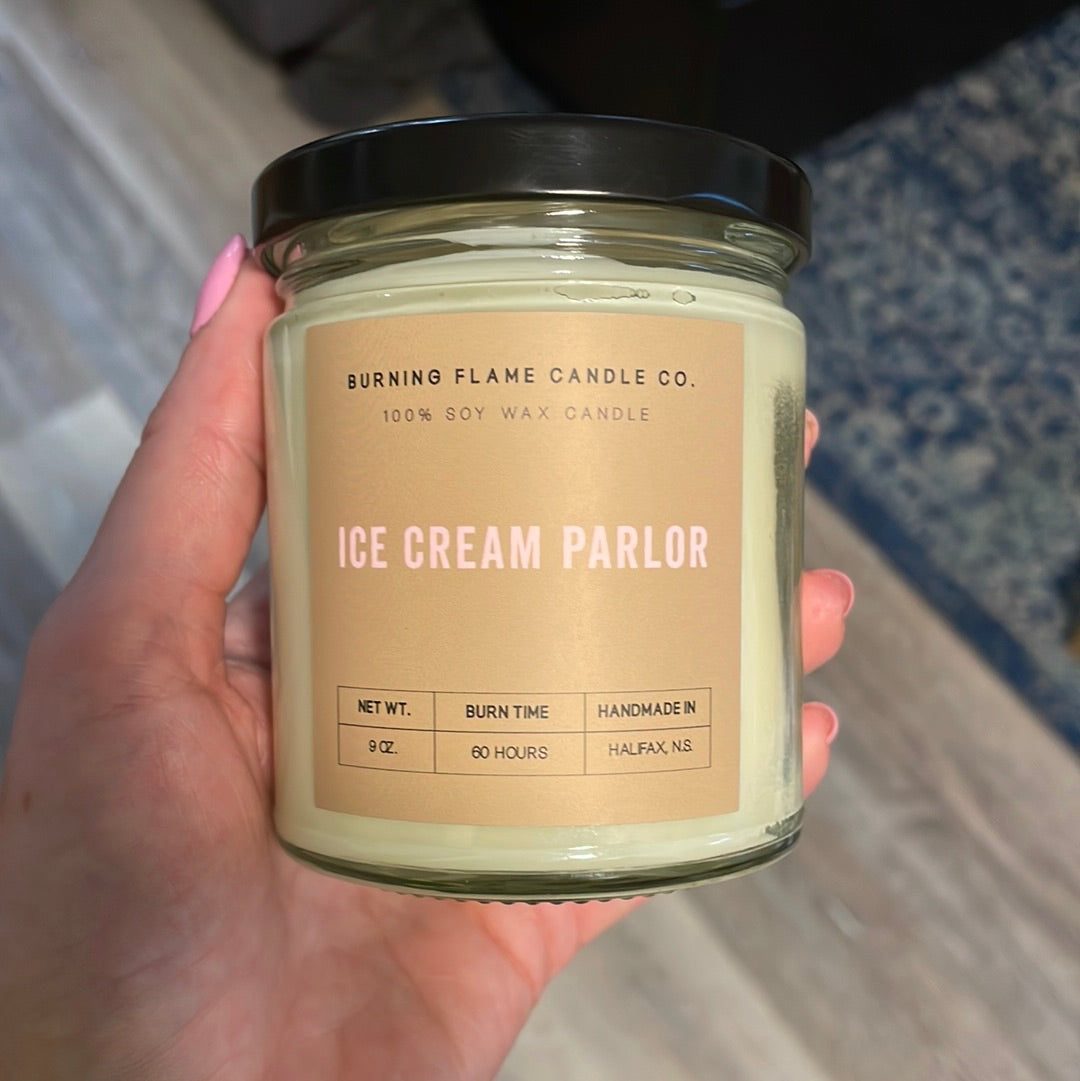 BURNING FLAME CANDLE CO.
100% SOY WAX CANDLE
ICE CREAM PARLOR
NET WT. BURN TIME HANDMADE IN
9 OZ. 60 HOURS HALIFAX, N.S.